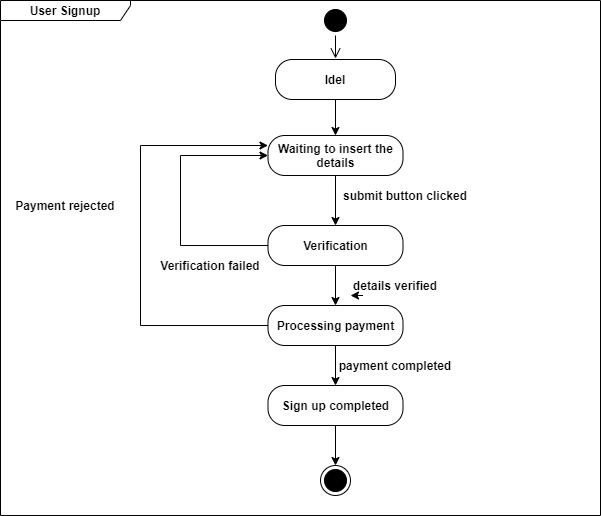 User Signup
Idel
Waiting to insert the
details
submit button clicked
Payment rejected
Verification
Verification failed
details verified
Processing payment
payment completed
Sign up completed